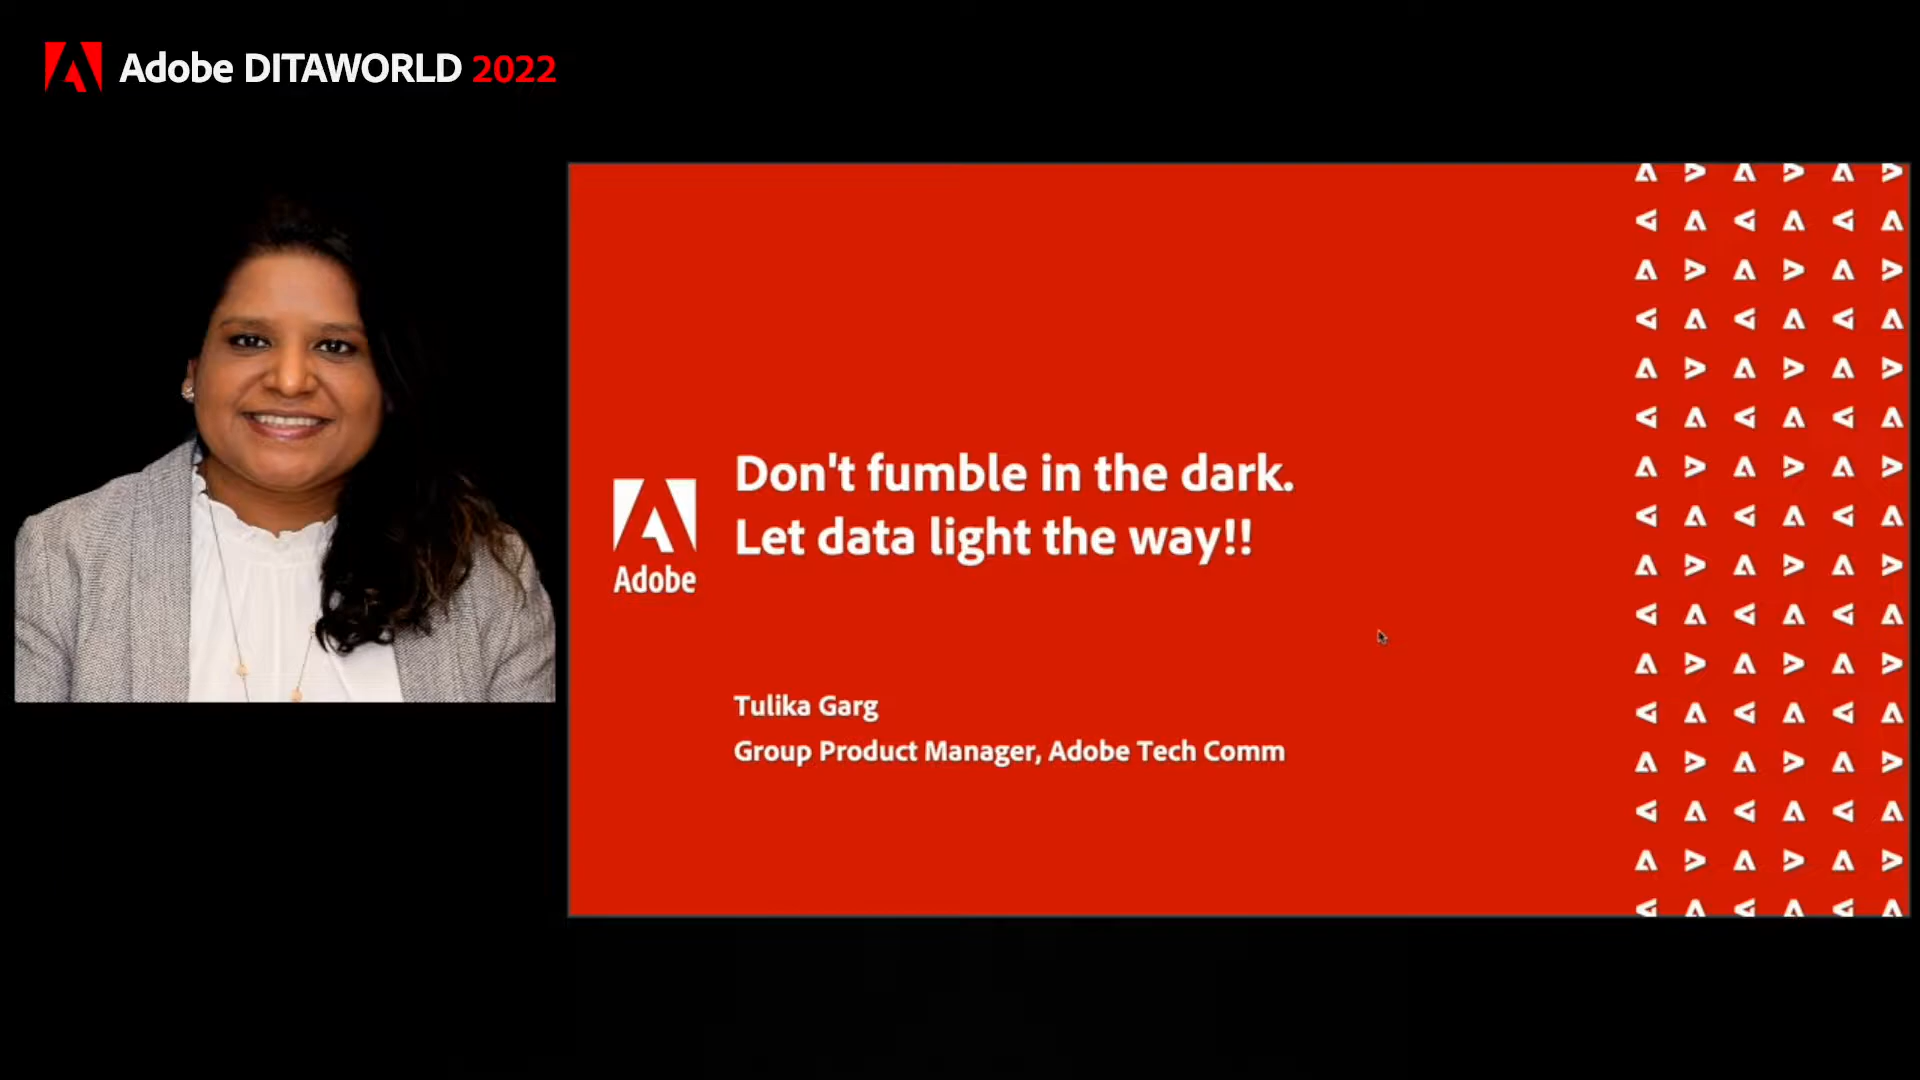 Adobe DITAWORLD 2022
Don't fumble in the dark.
Let data light the way!!
Adobe
Tulika Garg
Group Product Manager, Adobe Tech Comm